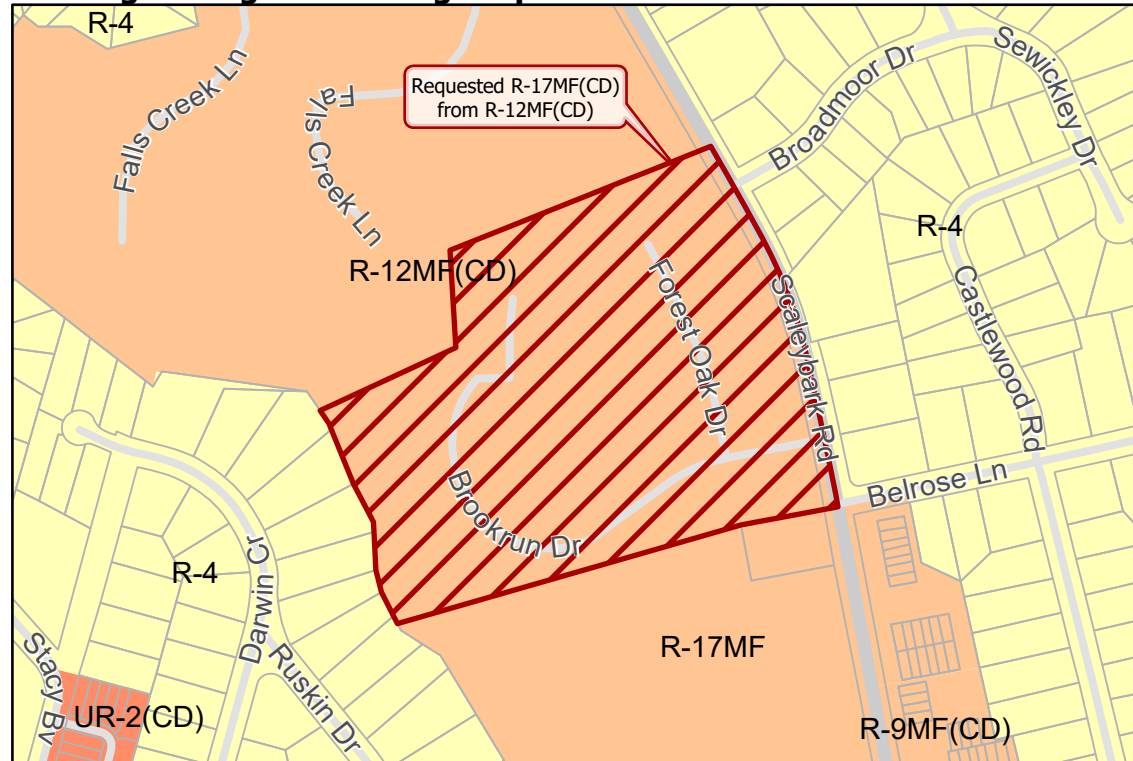 R-4
Falls Creek Ln
Falls Creek Ln
Requested R-17MF(CD)
from R-12MF(CD)
Broadmoor Dr
Sewickley Dr
R-4
R-12MF(CD)
Forest Oak Dr
Scaleybark Rd
Castlewood Rd
Belrose Ln
Brookrun Dr
R-4
Darwin Cr
Ruskin Dr
Stacy Bv
UR-2(CD)
R-17MF
R-9MF(CD)